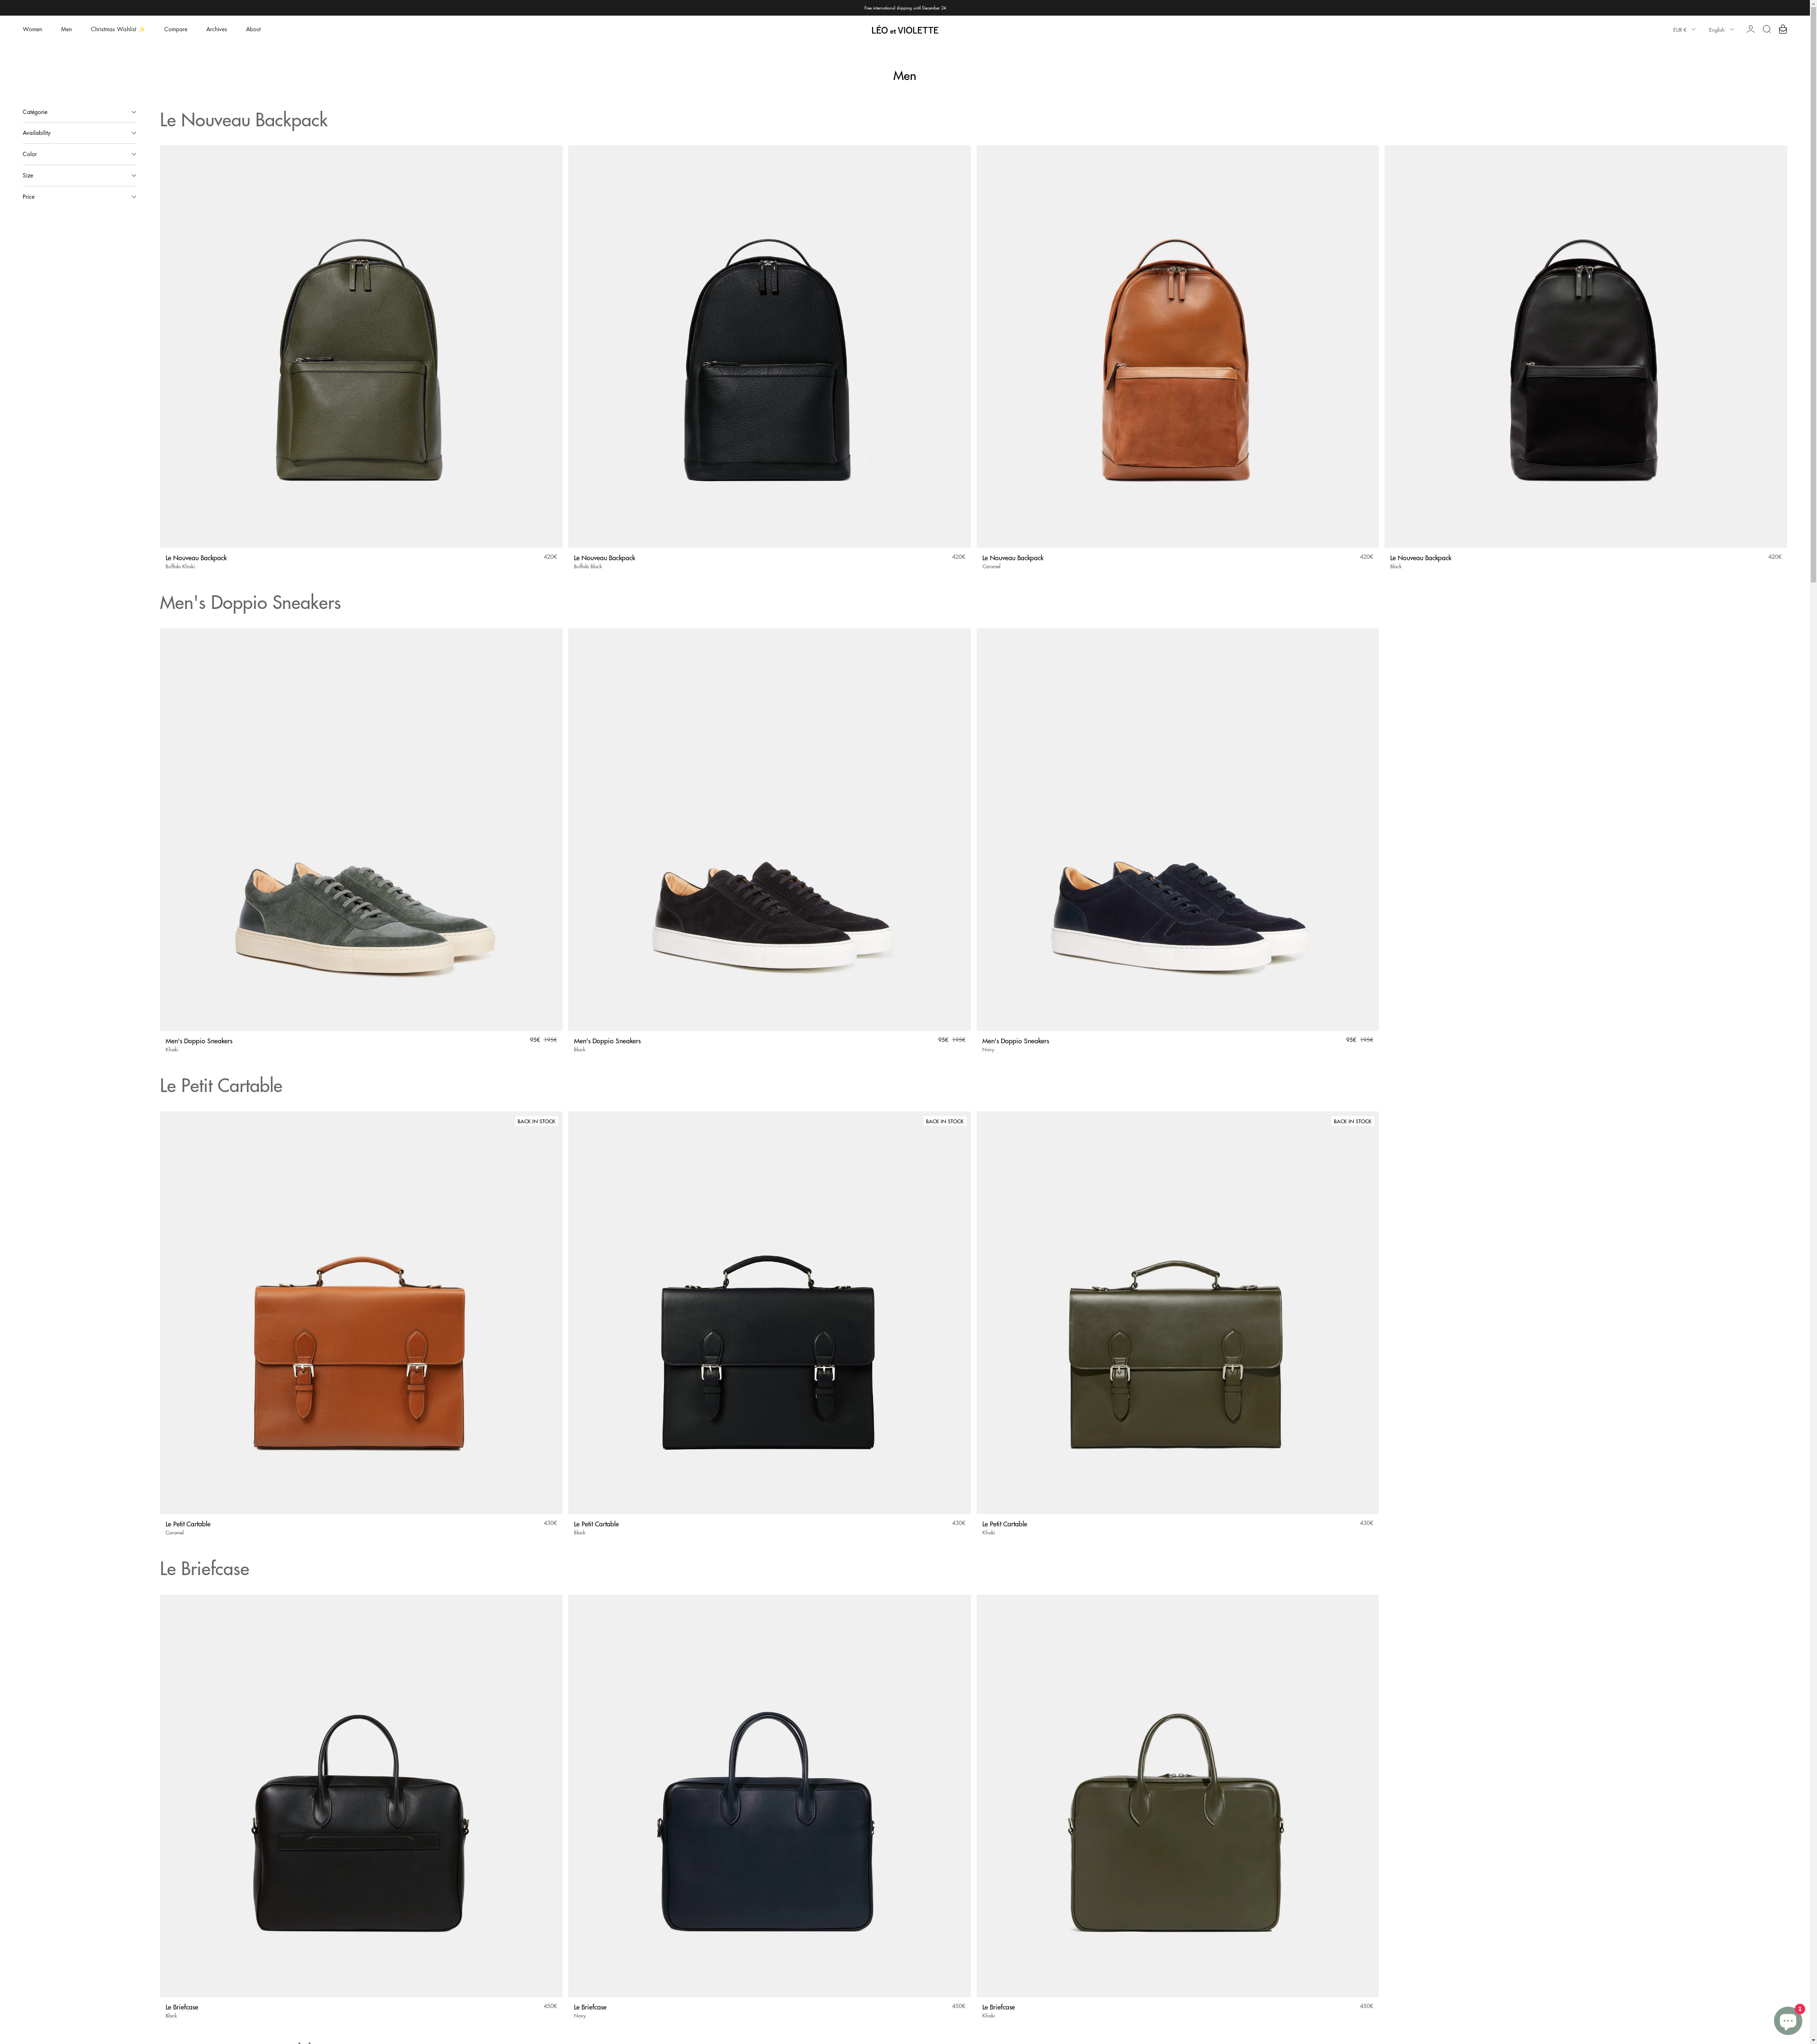 Free international shipping until December 24
Women Men Christmas Wishlist ✨ Compare Archives About
LÉO et VIOLETTE
EUR € English
Men
Catégorie
Availability
Color
Size
Price
Le Nouveau Backpack
Le Nouveau Backpack 420€
Buffalo Khaki
Le Nouveau Backpack 420€
Buffalo Black
Le Nouveau Backpack 420€
Caramel
Le Nouveau Backpack 420€
Black
Men's Doppio Sneakers
Men's Doppio Sneakers 95€ 195€
Khaki
Men's Doppio Sneakers 95€ 195€
Black
Men's Doppio Sneakers 95€ 195€
Navy
Le Petit Cartable
BACK IN STOCK
BACK IN STOCK
BACK IN STOCK
Le Petit Cartable 430€
Caramel
Le Petit Cartable 430€
Black
Le Petit Cartable 430€
Khaki
Le Briefcase
Le Briefcase 450€
Black
Le Briefcase 450€
Navy
Le Briefcase 450€
Khaki
1